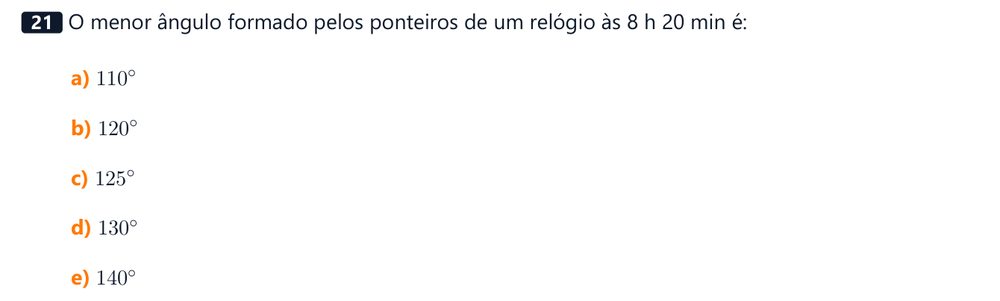 21 O menor ângulo formado pelos ponteiros de um relógio às 8 h 20 min é:
a) 110°
b) 120°
c) 125°
d) 130°
e) 140°